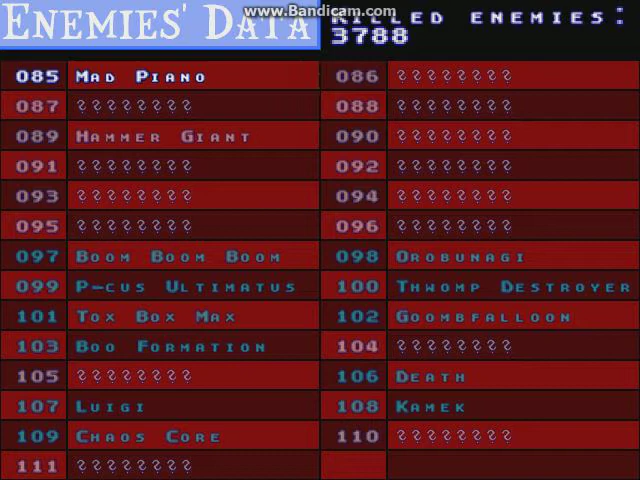 www.Bandicam.com
Enemies' Data
Killed Enemies:
3788
085 Mad Piano 086 ????????
087 ???????? 088 ????????
089 Hammer Giant 090 ????????
091 ???????? 092 ????????
093 ???????? 094 ????????
095 ???????? 096 ????????
097 Boom Boom Boom 098 Orobunagi
099 P-cus Ultimatus 100 Thwomp Destroyer
101 Tox Box Max 102 Goombfalloon
103 Boo Formation 104 ????????
105 ???????? 106 Death
107 Luigi 108 Kamek
109 Chaos Core 110 ????????
111 ????????